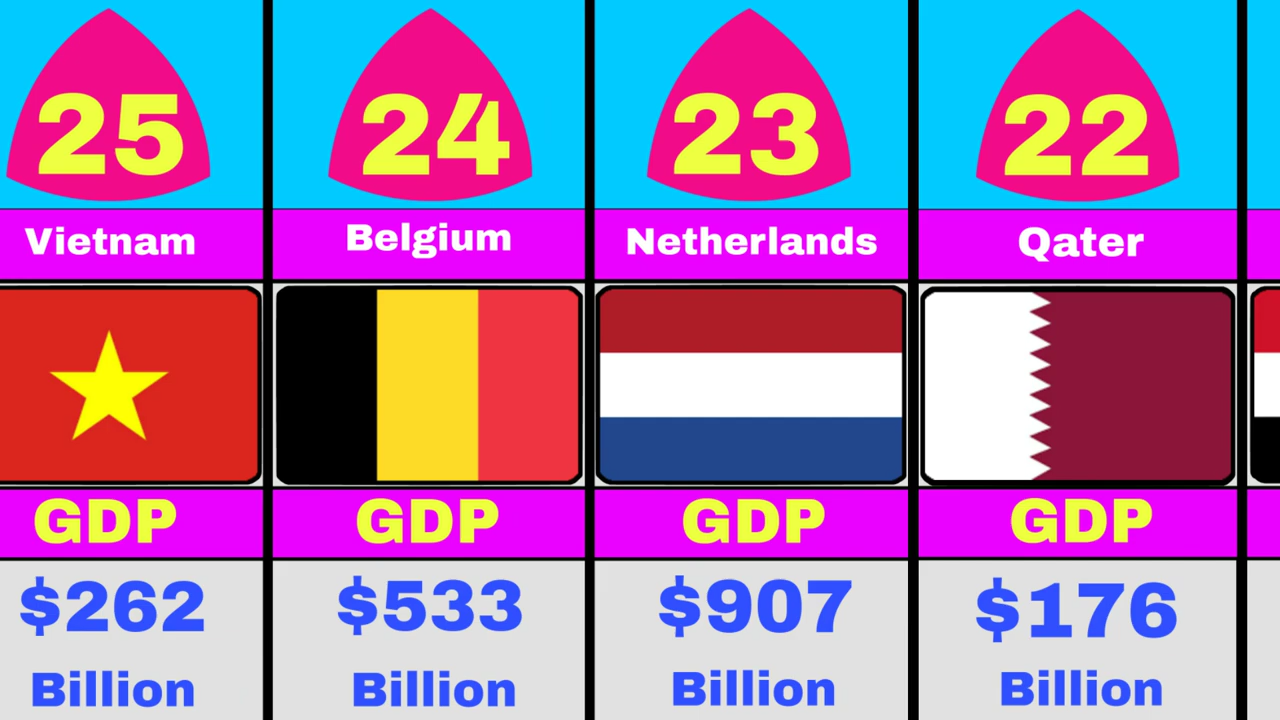 25
Vietnam
GDP
$262
Billion
24
Belgium
GDP
$533
Billion
23
Netherlands
GDP
$907
Billion
22
Qater
GDP
$176
Billion